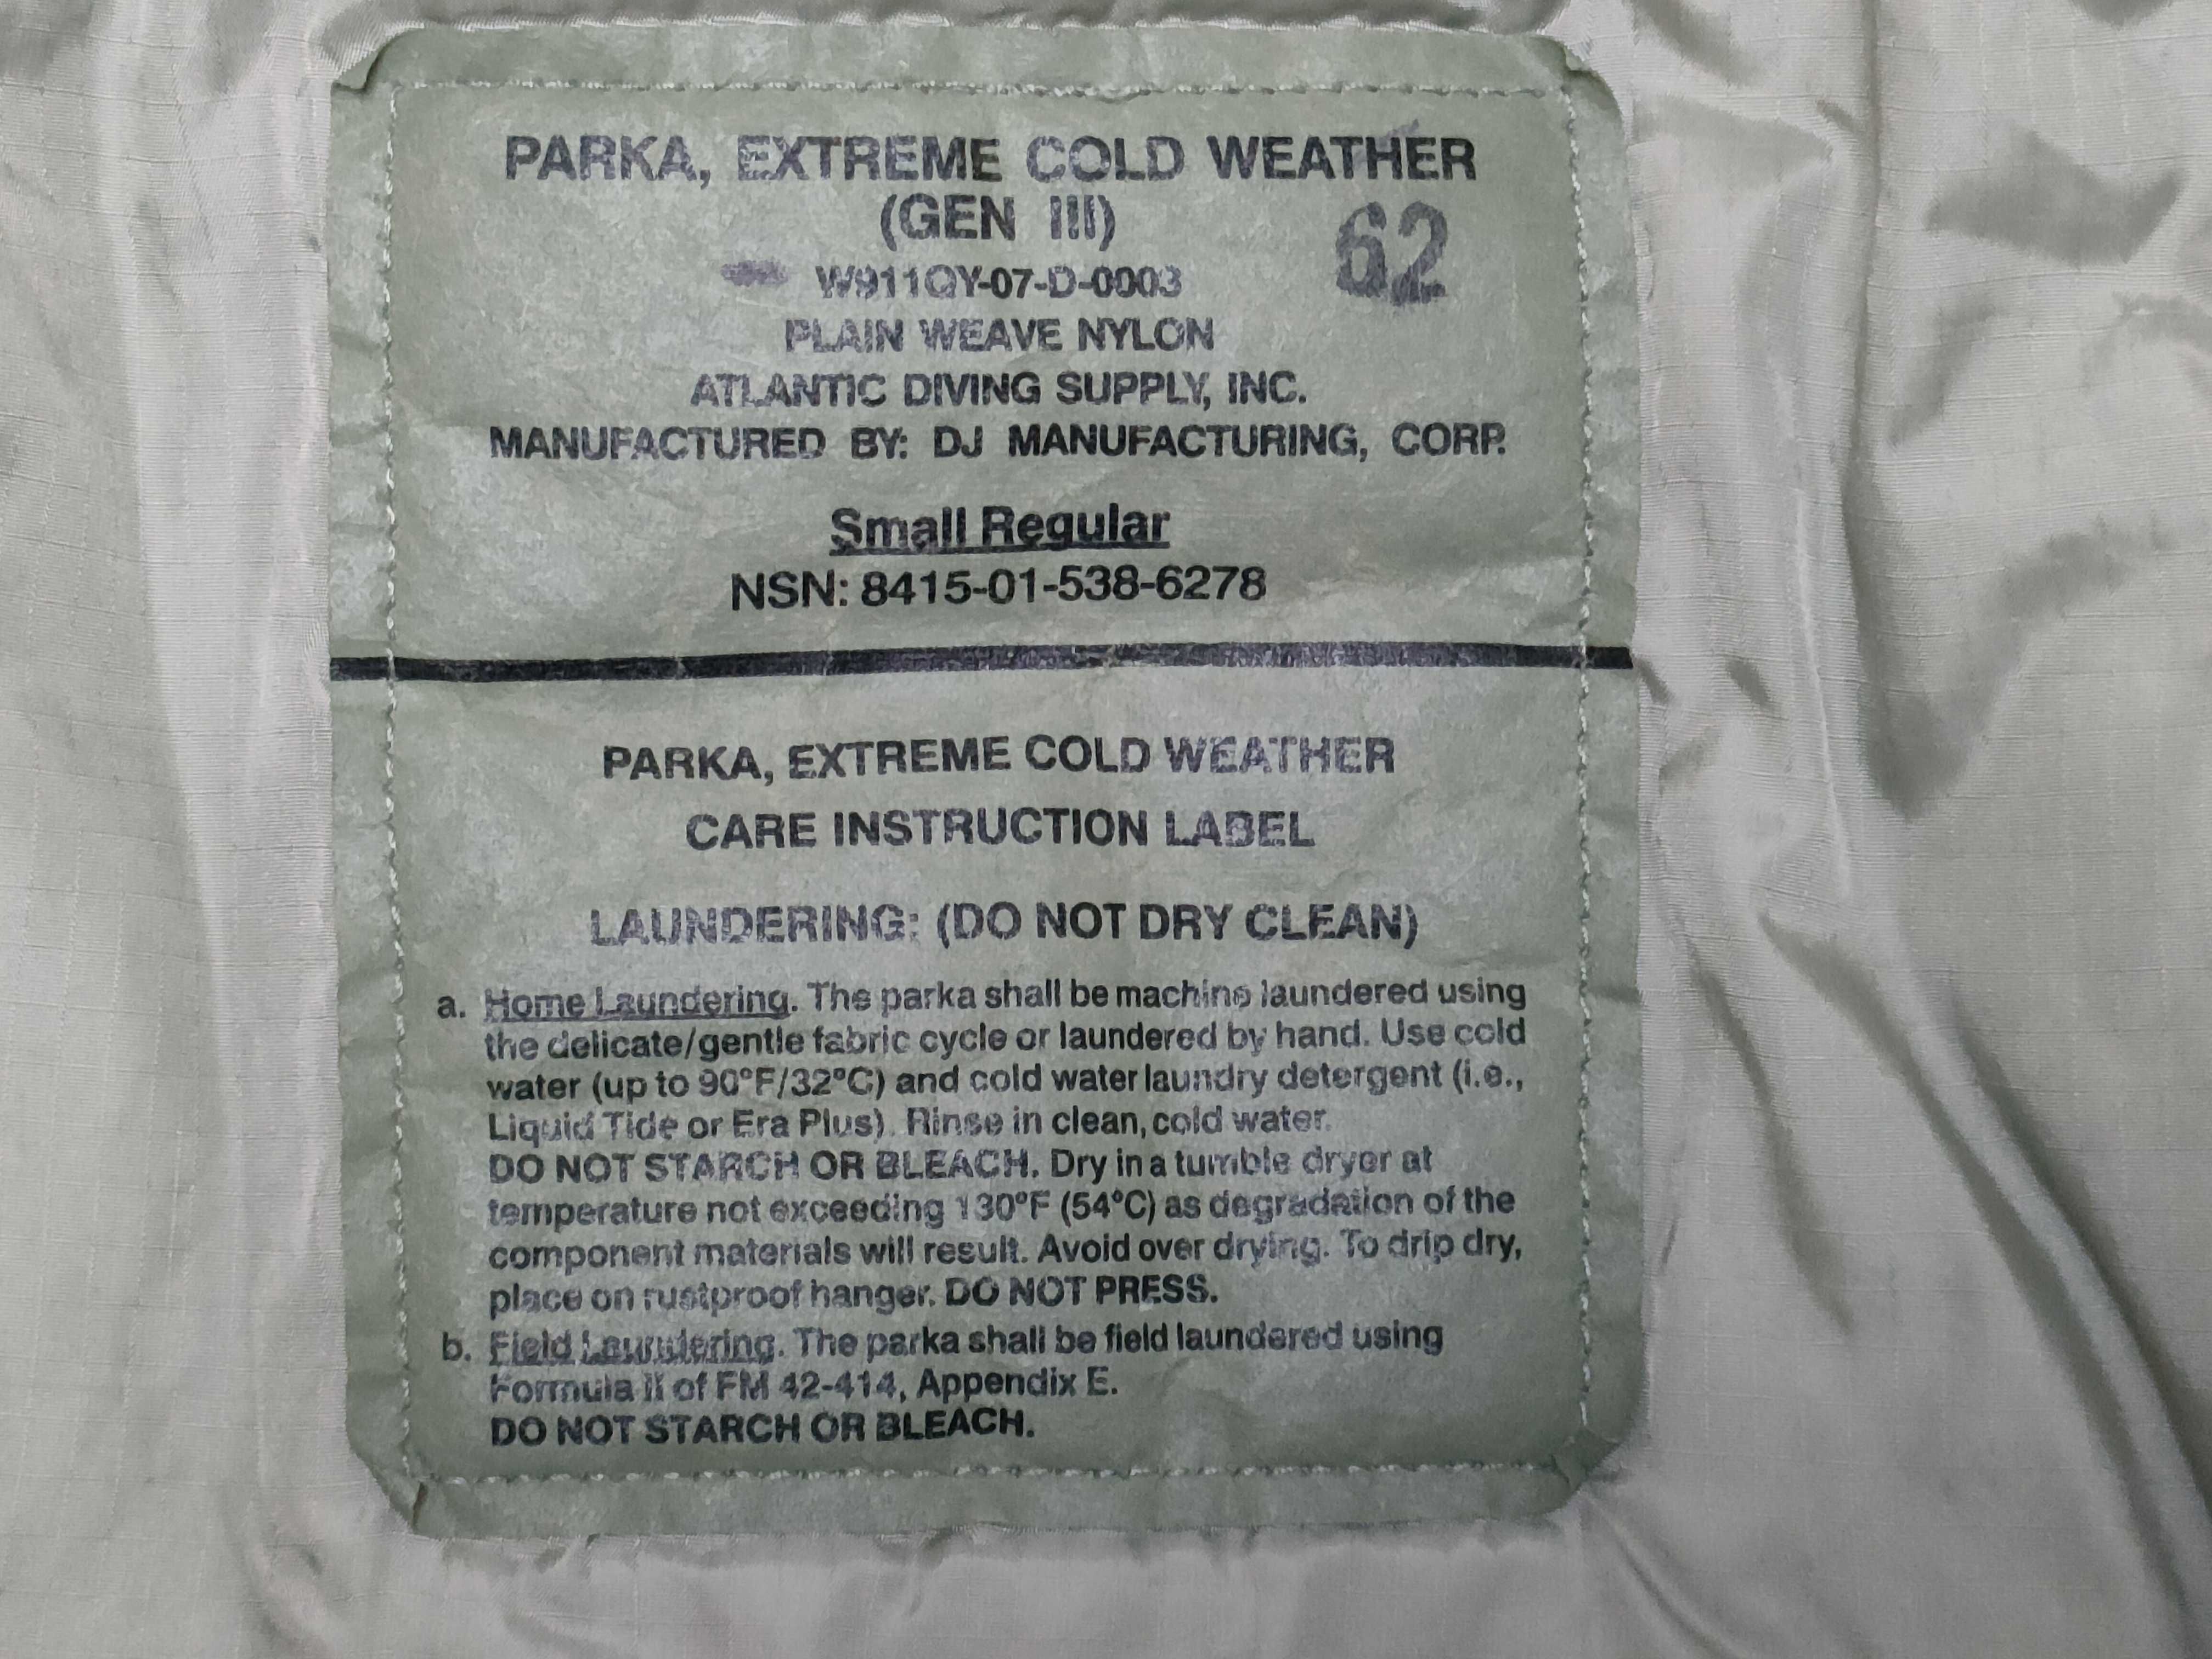 PARKA, EXTREME COLD WEATHER
(GEN III)
62
W911QY-07-D-0003
PLAIN WEAVE NYLON
ATLANTIC DIVING SUPPLY, INC.
MANUFACTURED BY: DJ MANUFACTURING, CORP.
Small Regular
NSN: 8415-01-538-6278
PARKA, EXTREME COLD WEATHER
CARE INSTRUCTION LABEL
LAUNDERING: (DO NOT DRY CLEAN)
a. Home Laundering. The parka shall be machine laundered using
the delicate/gentle fabric cycle or laundered by hand. Use cold
water (up to 90°F/32°C) and cold water laundry detergent (i.e.,
Liquid Tide or Era Plus). Rinse in clean, cold water.
DO NOT STARCH OR BLEACH. Dry in a tumble dryer at
temperature not exceeding 130°F (54°C) as degradation of the
component materials will result. Avoid over drying. To drip dry,
place on rustproof hanger. DO NOT PRESS.
b. Field Laundering. The parka shall be field laundered using
Formula II of FM 42-414, Appendix E.
DO NOT STARCH OR BLEACH.